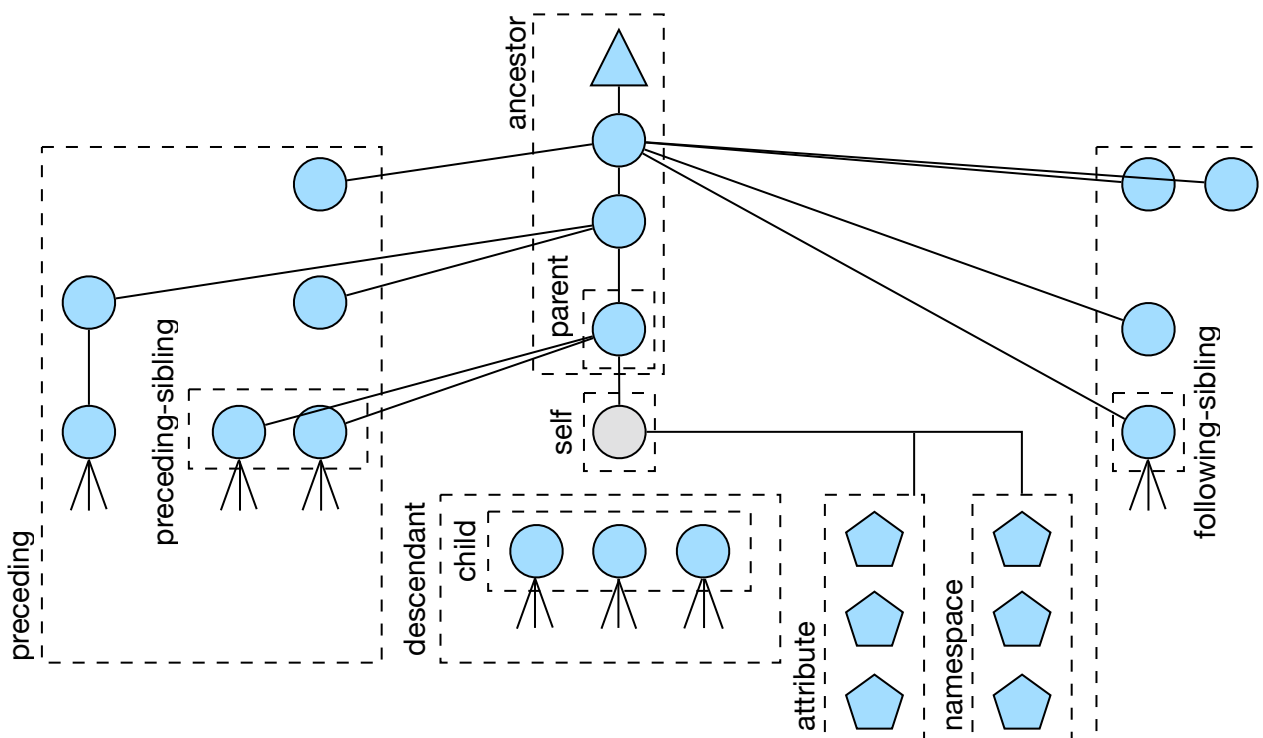 ancestor
parent
preceding-sibling
self
following-sibling
preceding
descendant
child
attribute
namespace